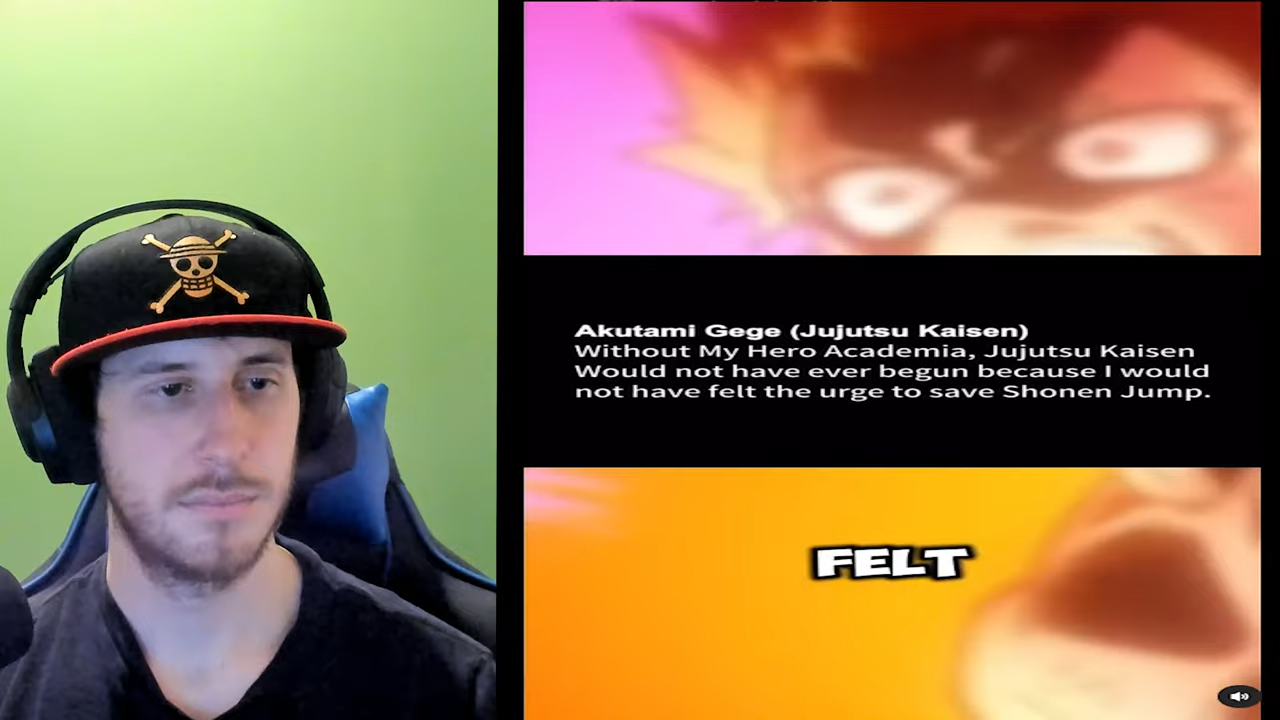 Akutami Gege (Jujutsu Kaisen)
Without My Hero Academia, Jujutsu Kaisen
Would not have ever begun because I would
not have felt the urge to save Shonen Jump.
FELT